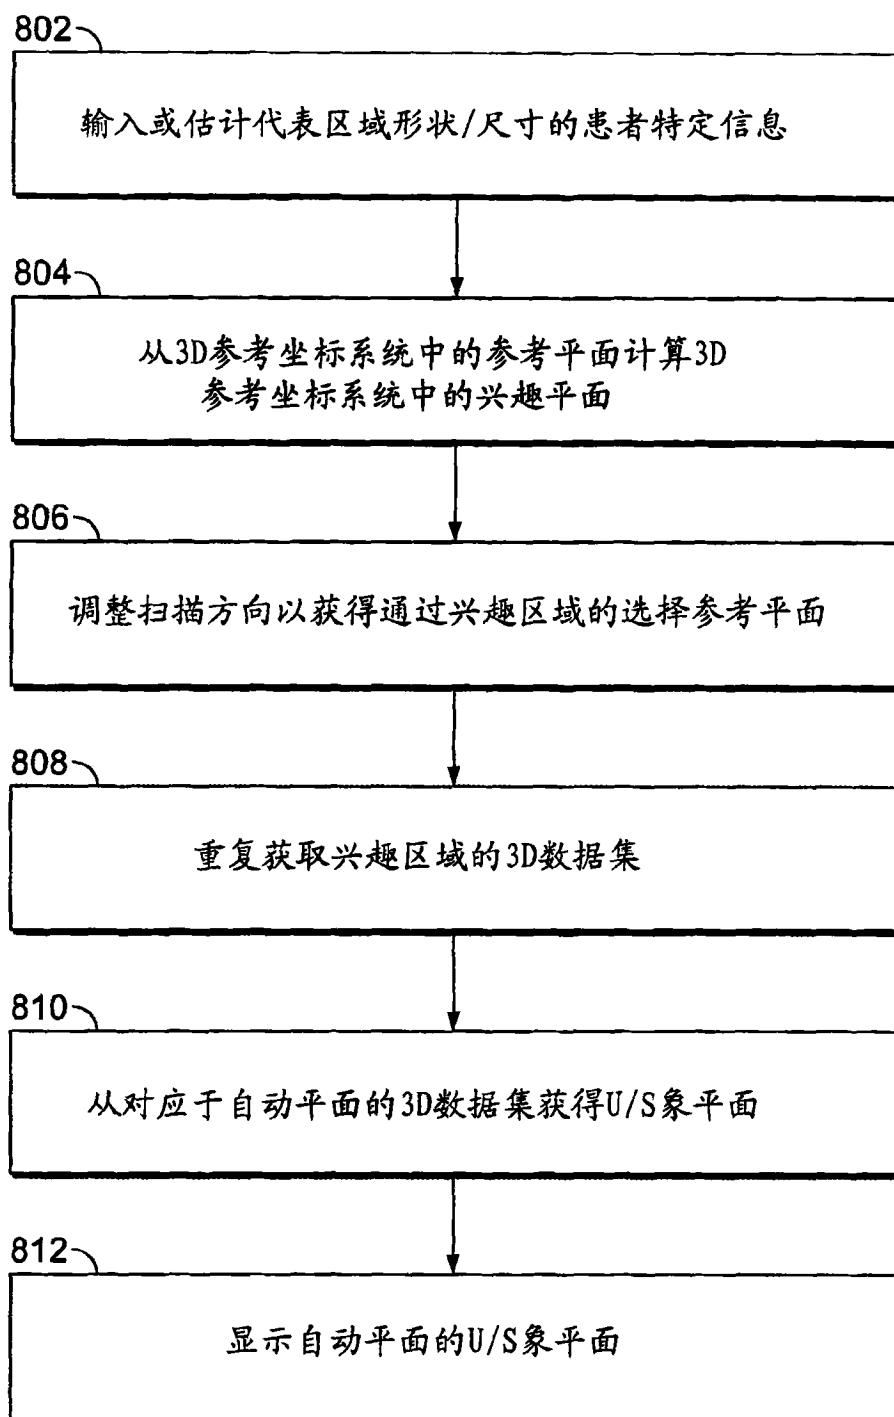 802
输入或估计代表区域形状/尺寸的患者特定信息
804
从3D参考坐标系统中的参考平面计算3D
参考坐标系统中的兴趣平面
806
调整扫描方向以获得通过兴趣区域的选择参考平面
808
重复获取兴趣区域的3D数据集
810
从对应于自动平面的3D数据集获得U/S象平面
812
显示自动平面的U/S象平面